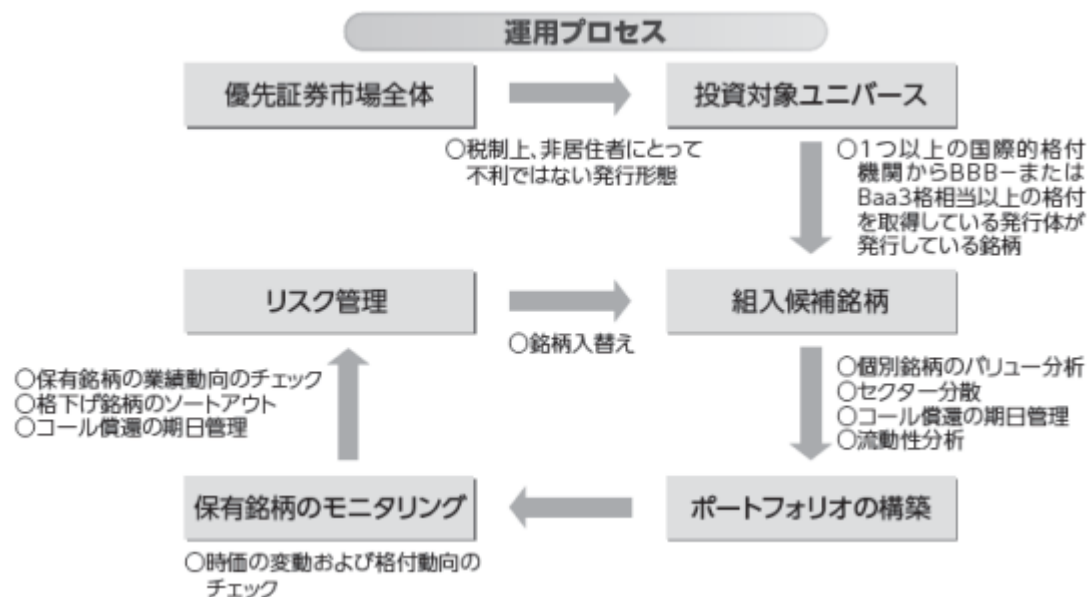 運用プロセス
優先証券市場全体
投資対象ユニバース
○税制上、非居住者にとって
不利ではない発行形態
○1つ以上の国際的格付
機関からBBB－または
Baa3格相当以上の格付
を取得している発行体が
発行している銘柄
リスク管理
組入候補銘柄
○銘柄入替え
○保有銘柄の業績動向のチェック
○格下げ銘柄のソートアウト
○コール償還の期日管理
○個別銘柄のバリュー分析
○セクター分散
○コール償還の期日管理
○流動性分析
保有銘柄のモニタリング
ポートフォリオの構築
○時価の変動および格付動向の
チェック